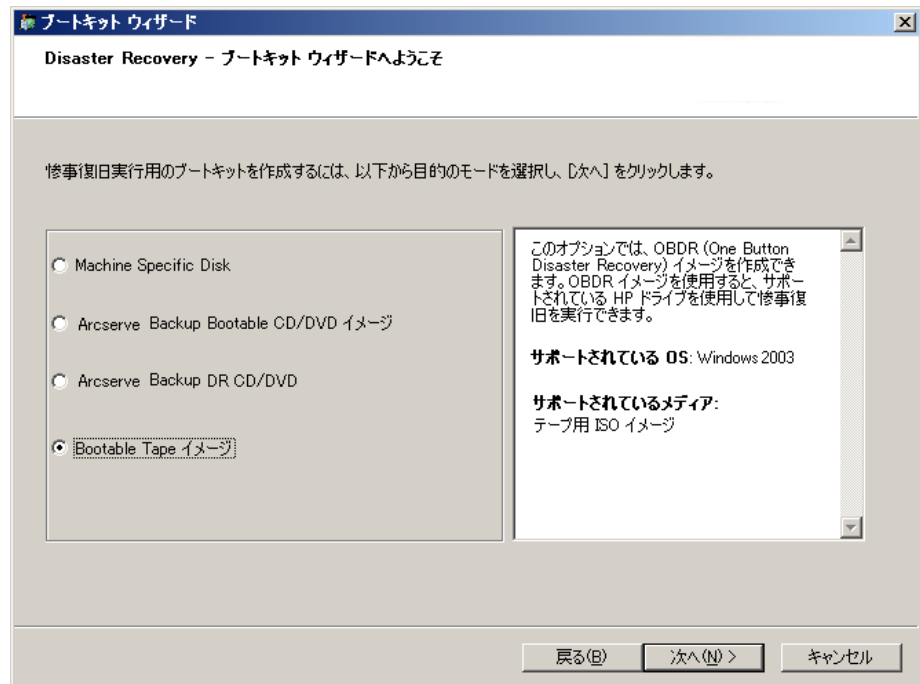 ブートキット ウィザード
Disaster Recovery - ブートキット ウィザードへようこそ
惨事復旧実行用のブートキットを作成するには、以下から目的のモードを選択し、[次へ] をクリックします。
Machine Specific Disk
Arcserve Backup Bootable CD/DVD イメージ
Arcserve Backup DR CD/DVD
Bootable Tape イメージ
このオプションでは、OBDR (One Button
Disaster Recovery) イメージを作成でき
ます。OBDR イメージを使用すると、サポー
トされている HP ドライブを使用して惨事復
旧を実行できます。
サポートされている OS: Windows 2003
サポートされているメディア:
テープ用 ISO イメージ
戻る(B)
次へ(N) >
キャンセル